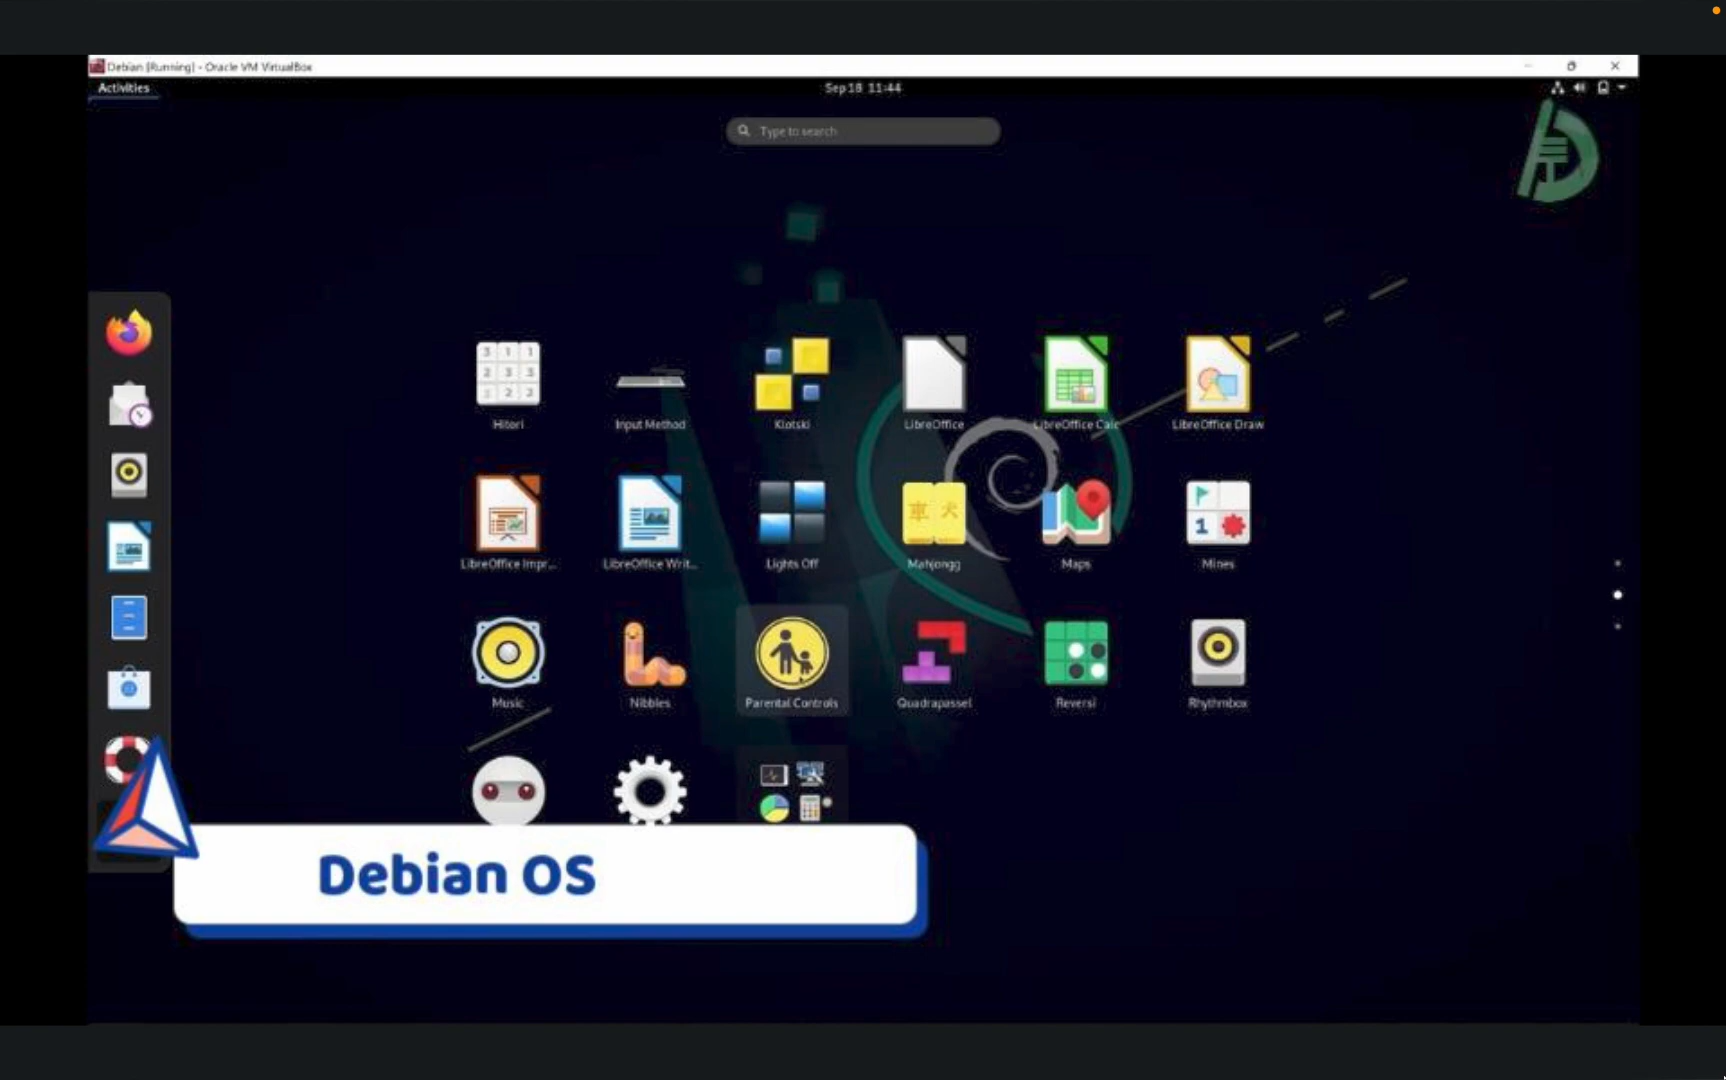 Debian [Running] - Oracle VM VirtualBox
Activities
Sep 18 11:44
Type to search
Hitori
Input Method
Klotski
LibreOffice
LibreOffice Calc
LibreOffice Draw
LibreOffice Impr...
LibreOffice Writ...
Lights Off
Mahjongg
Maps
Mines
Music
Nibbles
Parental Controls
Quadrapassel
Reversi
Rhythmbox
Debian OS